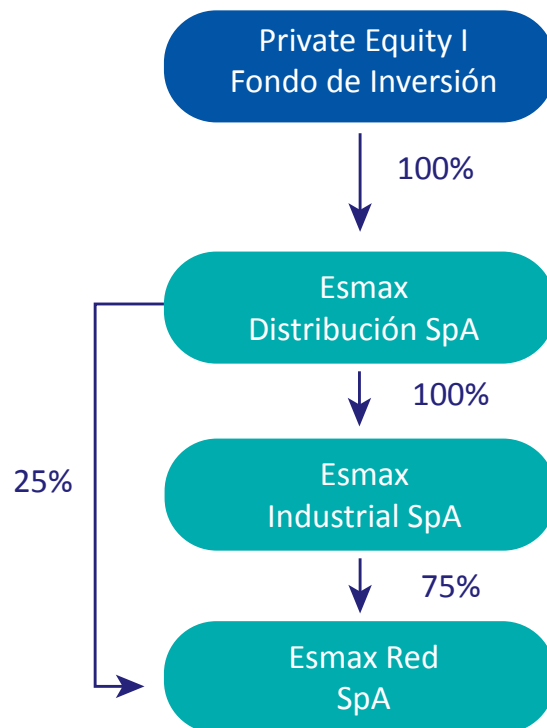 Private Equity I
Fondo de Inversión
100%
Esmax
Distribución SpA
100%
25%
Esmax
Industrial SpA
75%
Esmax Red
SpA